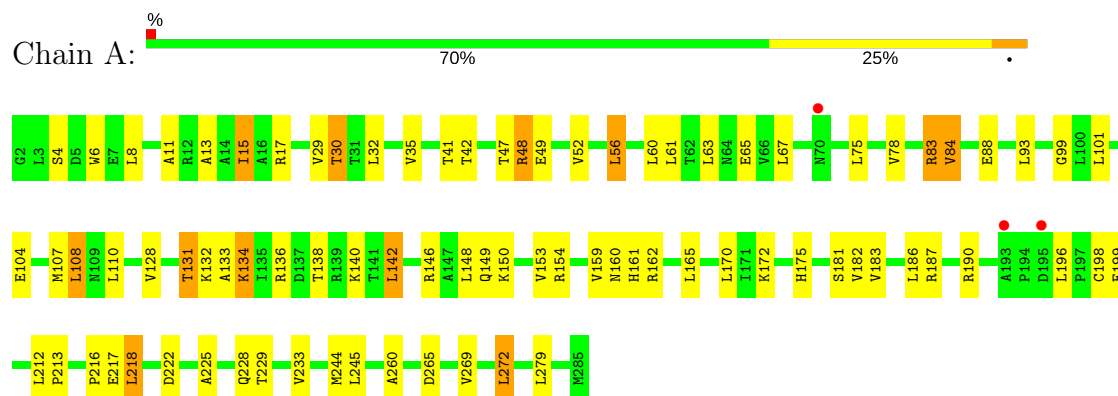 %
Chain A:
70% 25% •
G2 L3 S4 D5 W6 E7 L8 A11 R12 A13 A14 I15 A16 R17 V29 T30 T31 L32 V35 T41 T42 T47 R48 E49 V52 L56 L60 L61 T62 L63 N64 E65 V66 L67 N70 L75 V78 R83 V84 E88 L93 G99 L100 L101
E104 M107 L108 N109 L110 V128 T131 K132 A133 K134 I135 R136 D137 T138 R139 K140 T141 L142 R146 A147 L148 Q149 K150 V153 R154 V159 N160 H161 R162 L165 L170 I171 K172 H175 S181 V182 V183 L186 R187 R190 A193 P194 D195 L196 P197 C198
L212 P213 P216 E217 L218 D222 A225 Q228 T229 V233 M244 L245 A260 D265 V269 L272 L279 M285